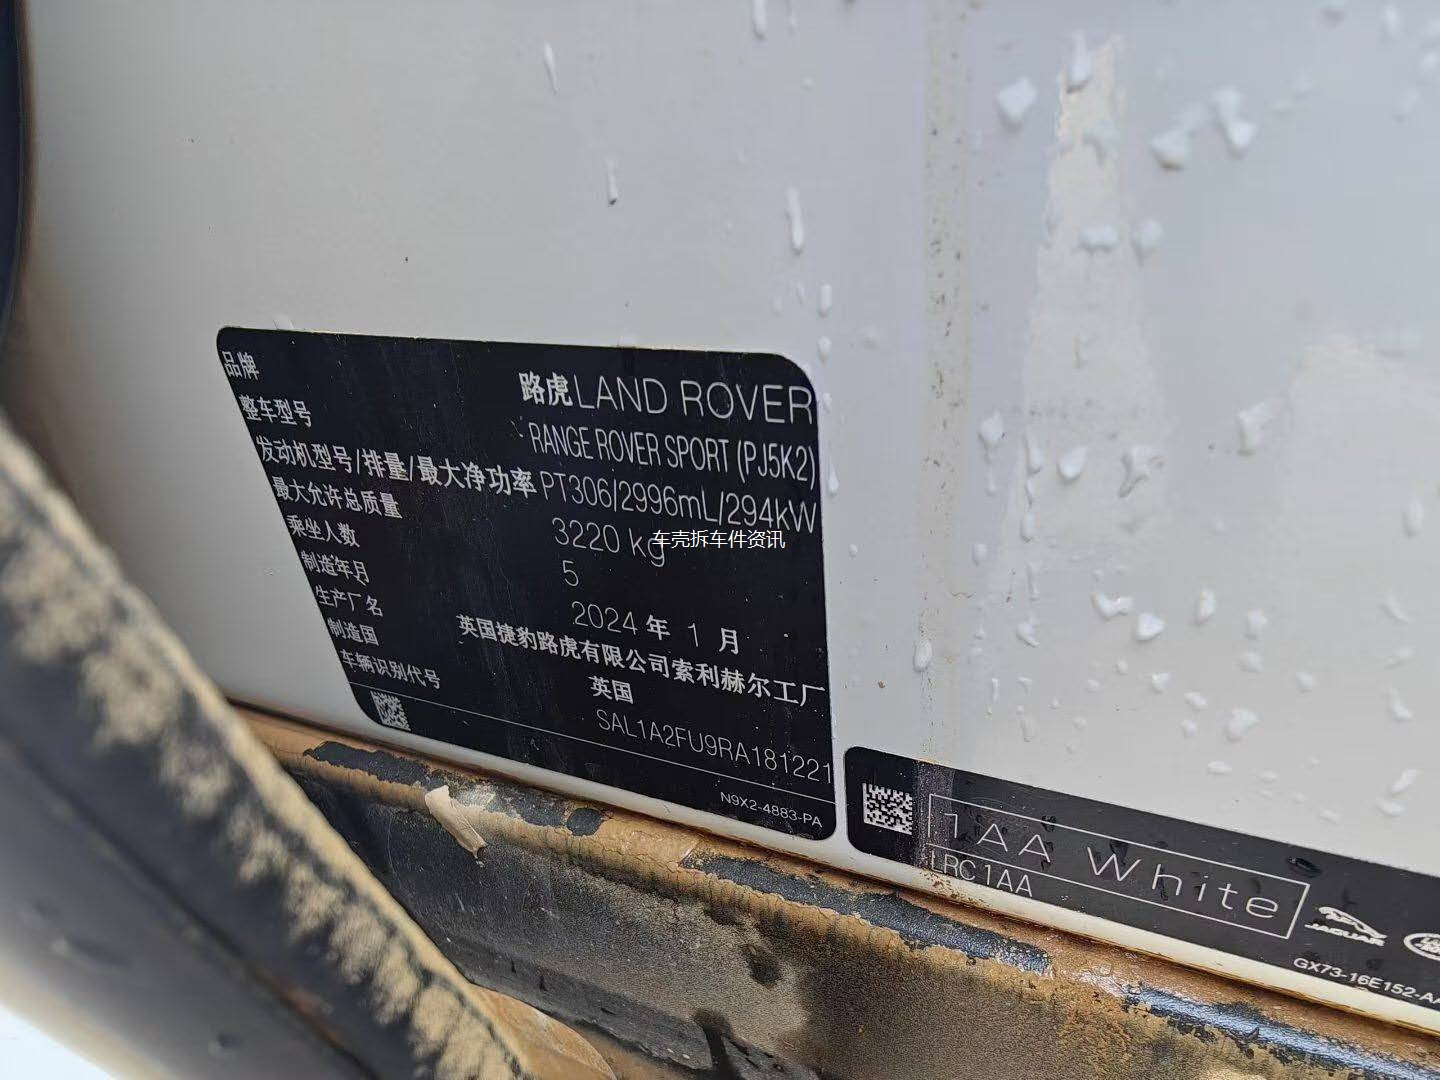 品牌 路虎LAND ROVER
整车型号 RANGE ROVER SPORT (PJ5K2)
发动机型号/排量/最大净功率 PT306/2996mL/294kW
最大允许总质量 3220 kg
车壳拆车件资讯
乘坐人数 5
制造年月 2024 年 1 月
生产厂名 英国捷豹路虎有限公司索利赫尔工厂
制造国 英国
车辆识别代号 SAL1A2FU9RA181221
N9X2-4883-PA
1AA White
LRC1AA
JAGUAR
GX73-16E152-A